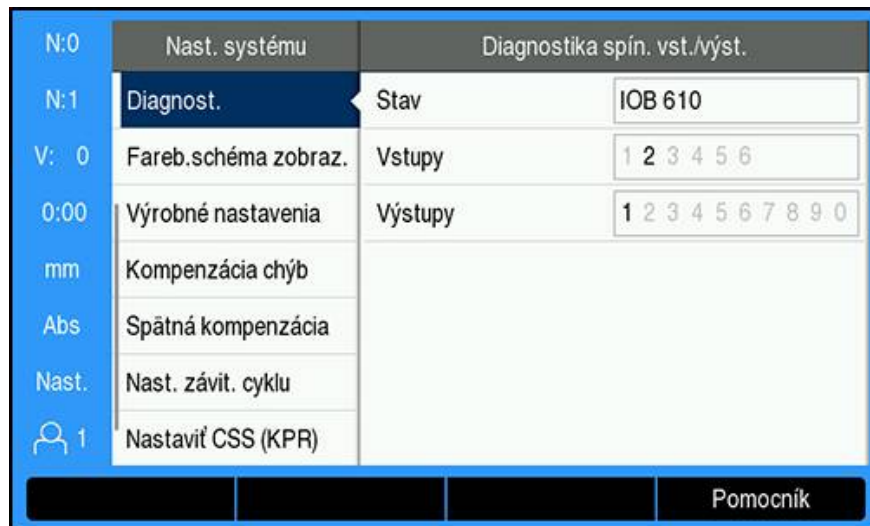 N:0
N:1
V: 0
0:00
mm
Abs
Nast.
1
Nast. systému
Diagnost.
Fareb.schéma zobraz.
Výrobné nastavenia
Kompenzácia chýb
Spätná kompenzácia
Nast. závit. cyklu
Nastaviť CSS (KPR)
Diagnostika spín. vst./výst.
Stav IOB 610
Vstupy 1 2 3 4 5 6
Výstupy 1 2 3 4 5 6 7 8 9 0
Pomocník